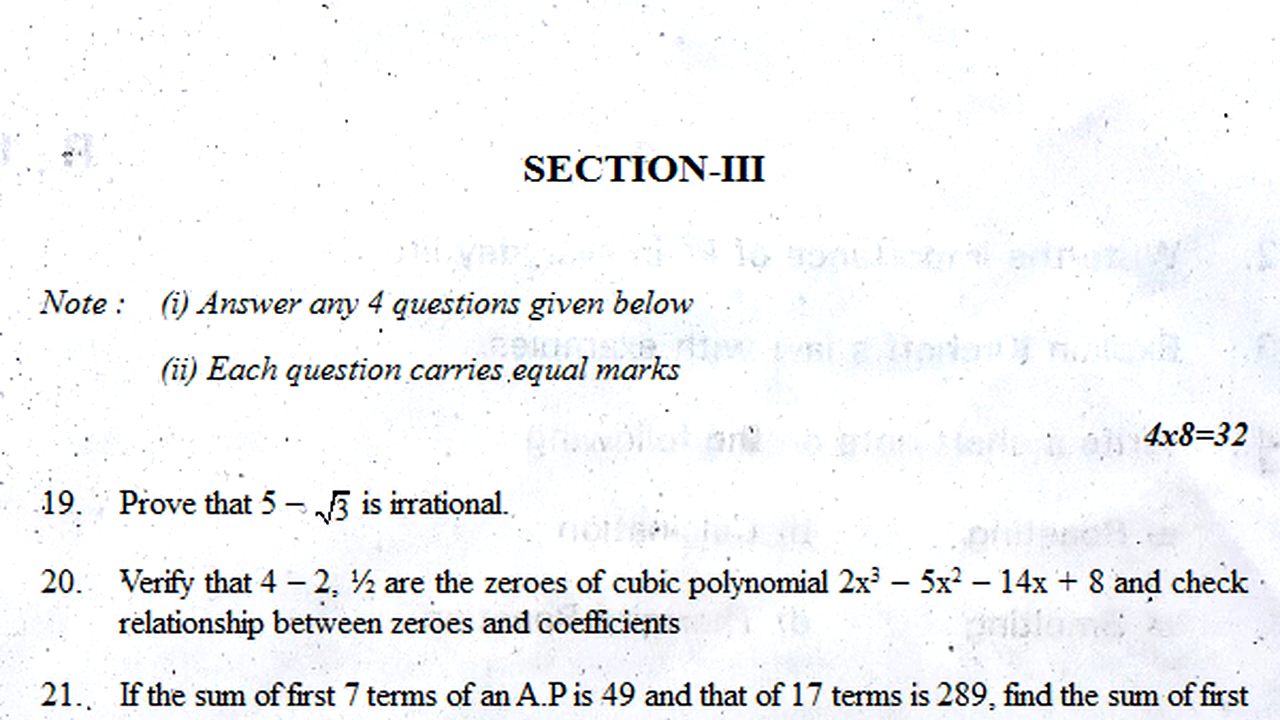 SECTION-III
Note : (i) Answer any 4 questions given below
(ii) Each question carries equal marks
4x8=32
19. Prove that 5 – √3 is irrational.
20. Verify that 4 – 2, ½ are the zeroes of cubic polynomial 2x³ – 5x² – 14x + 8 and check
relationship between zeroes and coefficients
21. If the sum of first 7 terms of an A.P is 49 and that of 17 terms is 289, find the sum of first